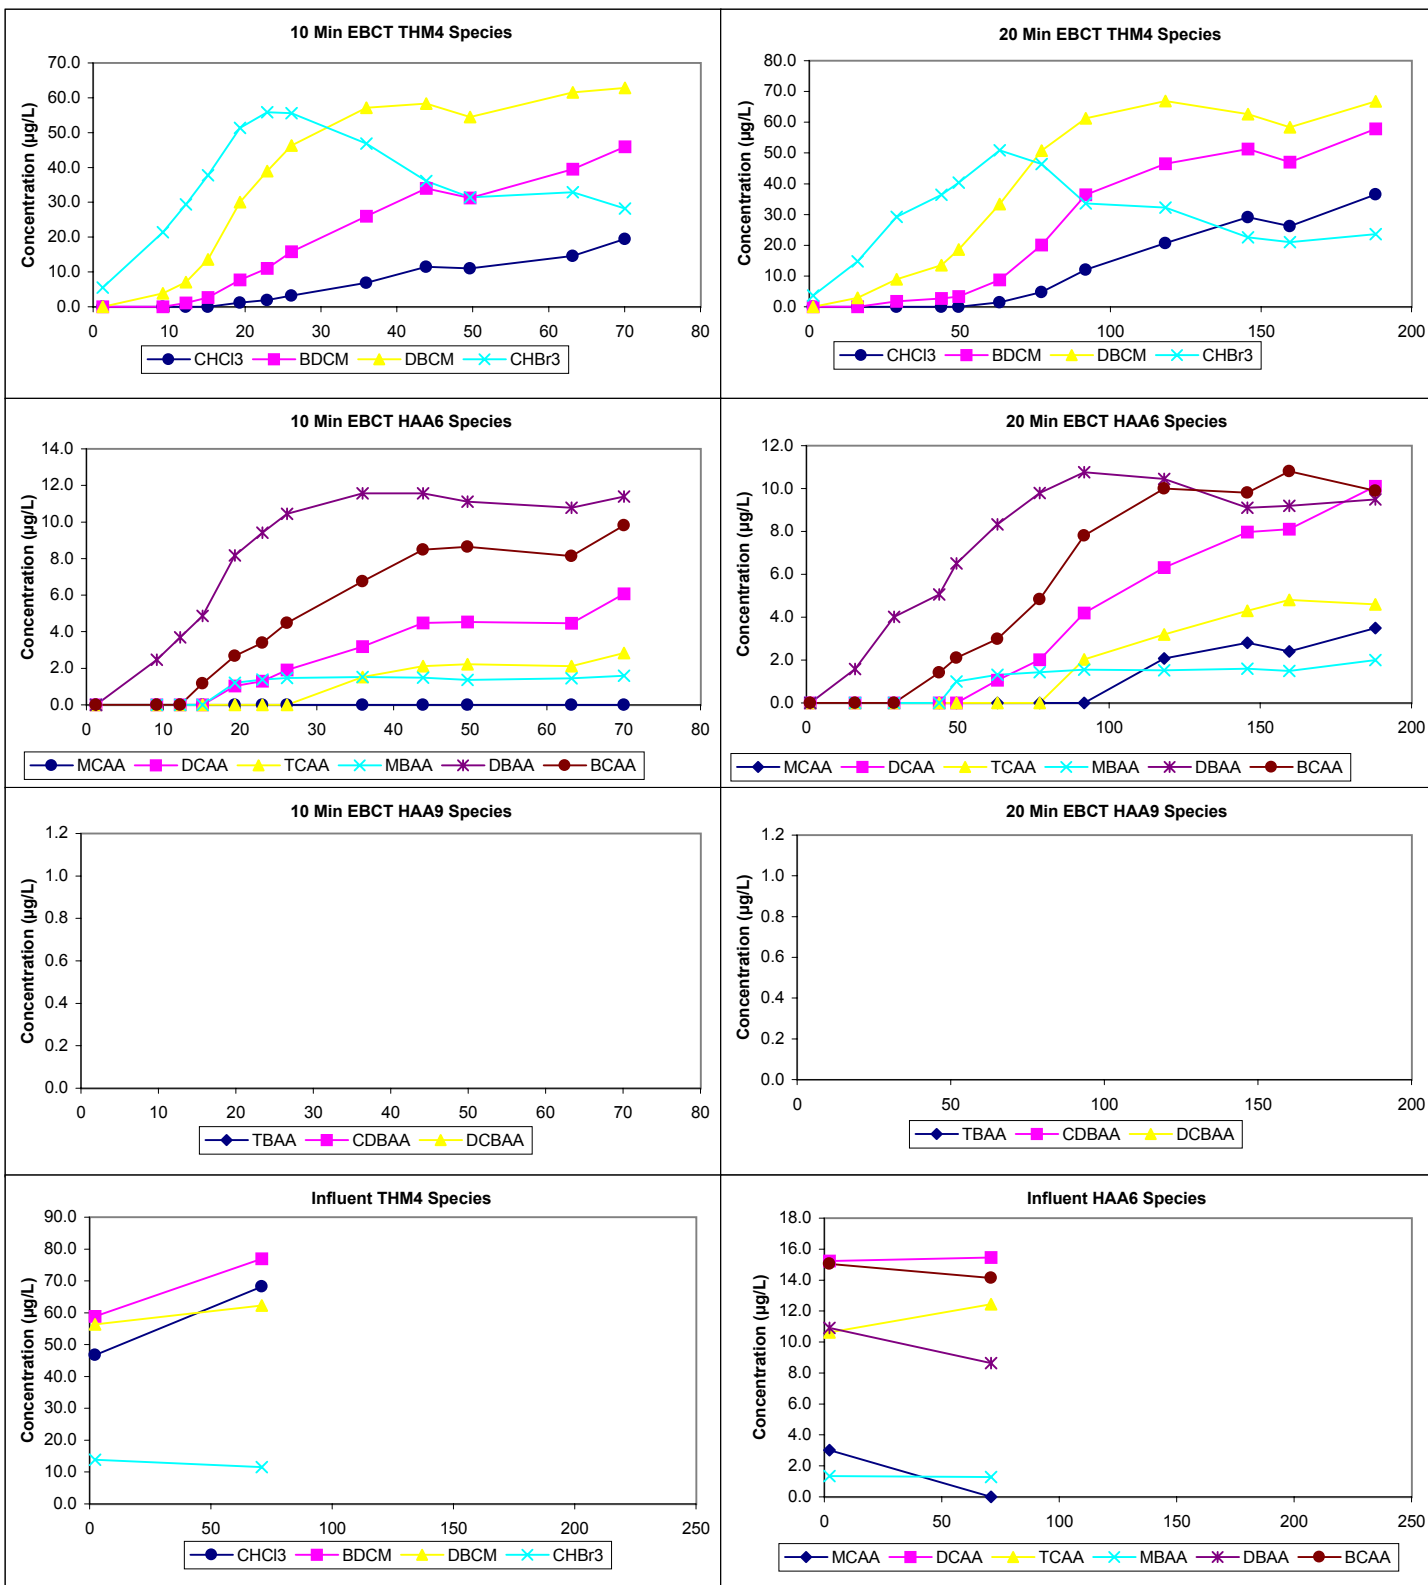 10 Min EBCT THM4 Species
Concentration (µg/L)
70.0
60.0
50.0
40.0
30.0
20.0
10.0
0.0
0 10 20 30 40 50 60 70 80
CHCl3 BDCM DBCM CHBr3
20 Min EBCT THM4 Species
Concentration (µg/L)
80.0
70.0
60.0
50.0
40.0
30.0
20.0
10.0
0.0
0 50 100 150 200
CHCl3 BDCM DBCM CHBr3
10 Min EBCT HAA6 Species
Concentration (µg/L)
14.0
12.0
10.0
8.0
6.0
4.0
2.0
0.0
0 10 20 30 40 50 60 70 80
MCAA DCAA TCAA MBAA DBAA BCAA
20 Min EBCT HAA6 Species
Concentration (µg/L)
12.0
10.0
8.0
6.0
4.0
2.0
0.0
0 50 100 150 200
MCAA DCAA TCAA MBAA DBAA BCAA
10 Min EBCT HAA9 Species
Concentration (µg/L)
1.2
1.0
0.8
0.6
0.4
0.2
0.0
0 10 20 30 40 50 60 70 80
TBAA CDBAA DCBAA
20 Min EBCT HAA9 Species
Concentration (µg/L)
1.2
1.0
0.8
0.6
0.4
0.2
0.0
0 50 100 150 200
TBAA CDBAA DCBAA
Influent THM4 Species
Concentration (µg/L)
90.0
80.0
70.0
60.0
50.0
40.0
30.0
20.0
10.0
0.0
0 50 100 150 200 250
CHCl3 BDCM DBCM CHBr3
Influent HAA6 Species
Concentration (µg/L)
18.0
16.0
14.0
12.0
10.0
8.0
6.0
4.0
2.0
0.0
0 50 100 150 200 250
MCAA DCAA TCAA MBAA DBAA BCAA